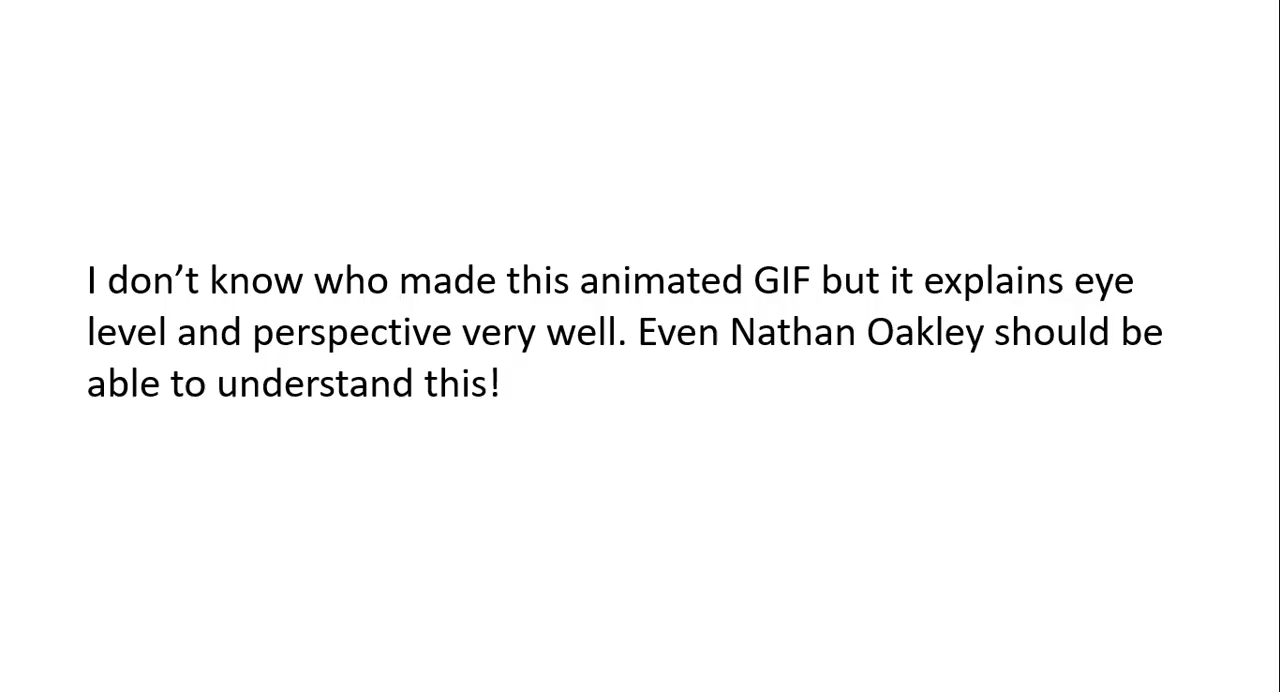 I don’t know who made this animated GIF but it explains eye
level and perspective very well. Even Nathan Oakley should be
able to understand this!